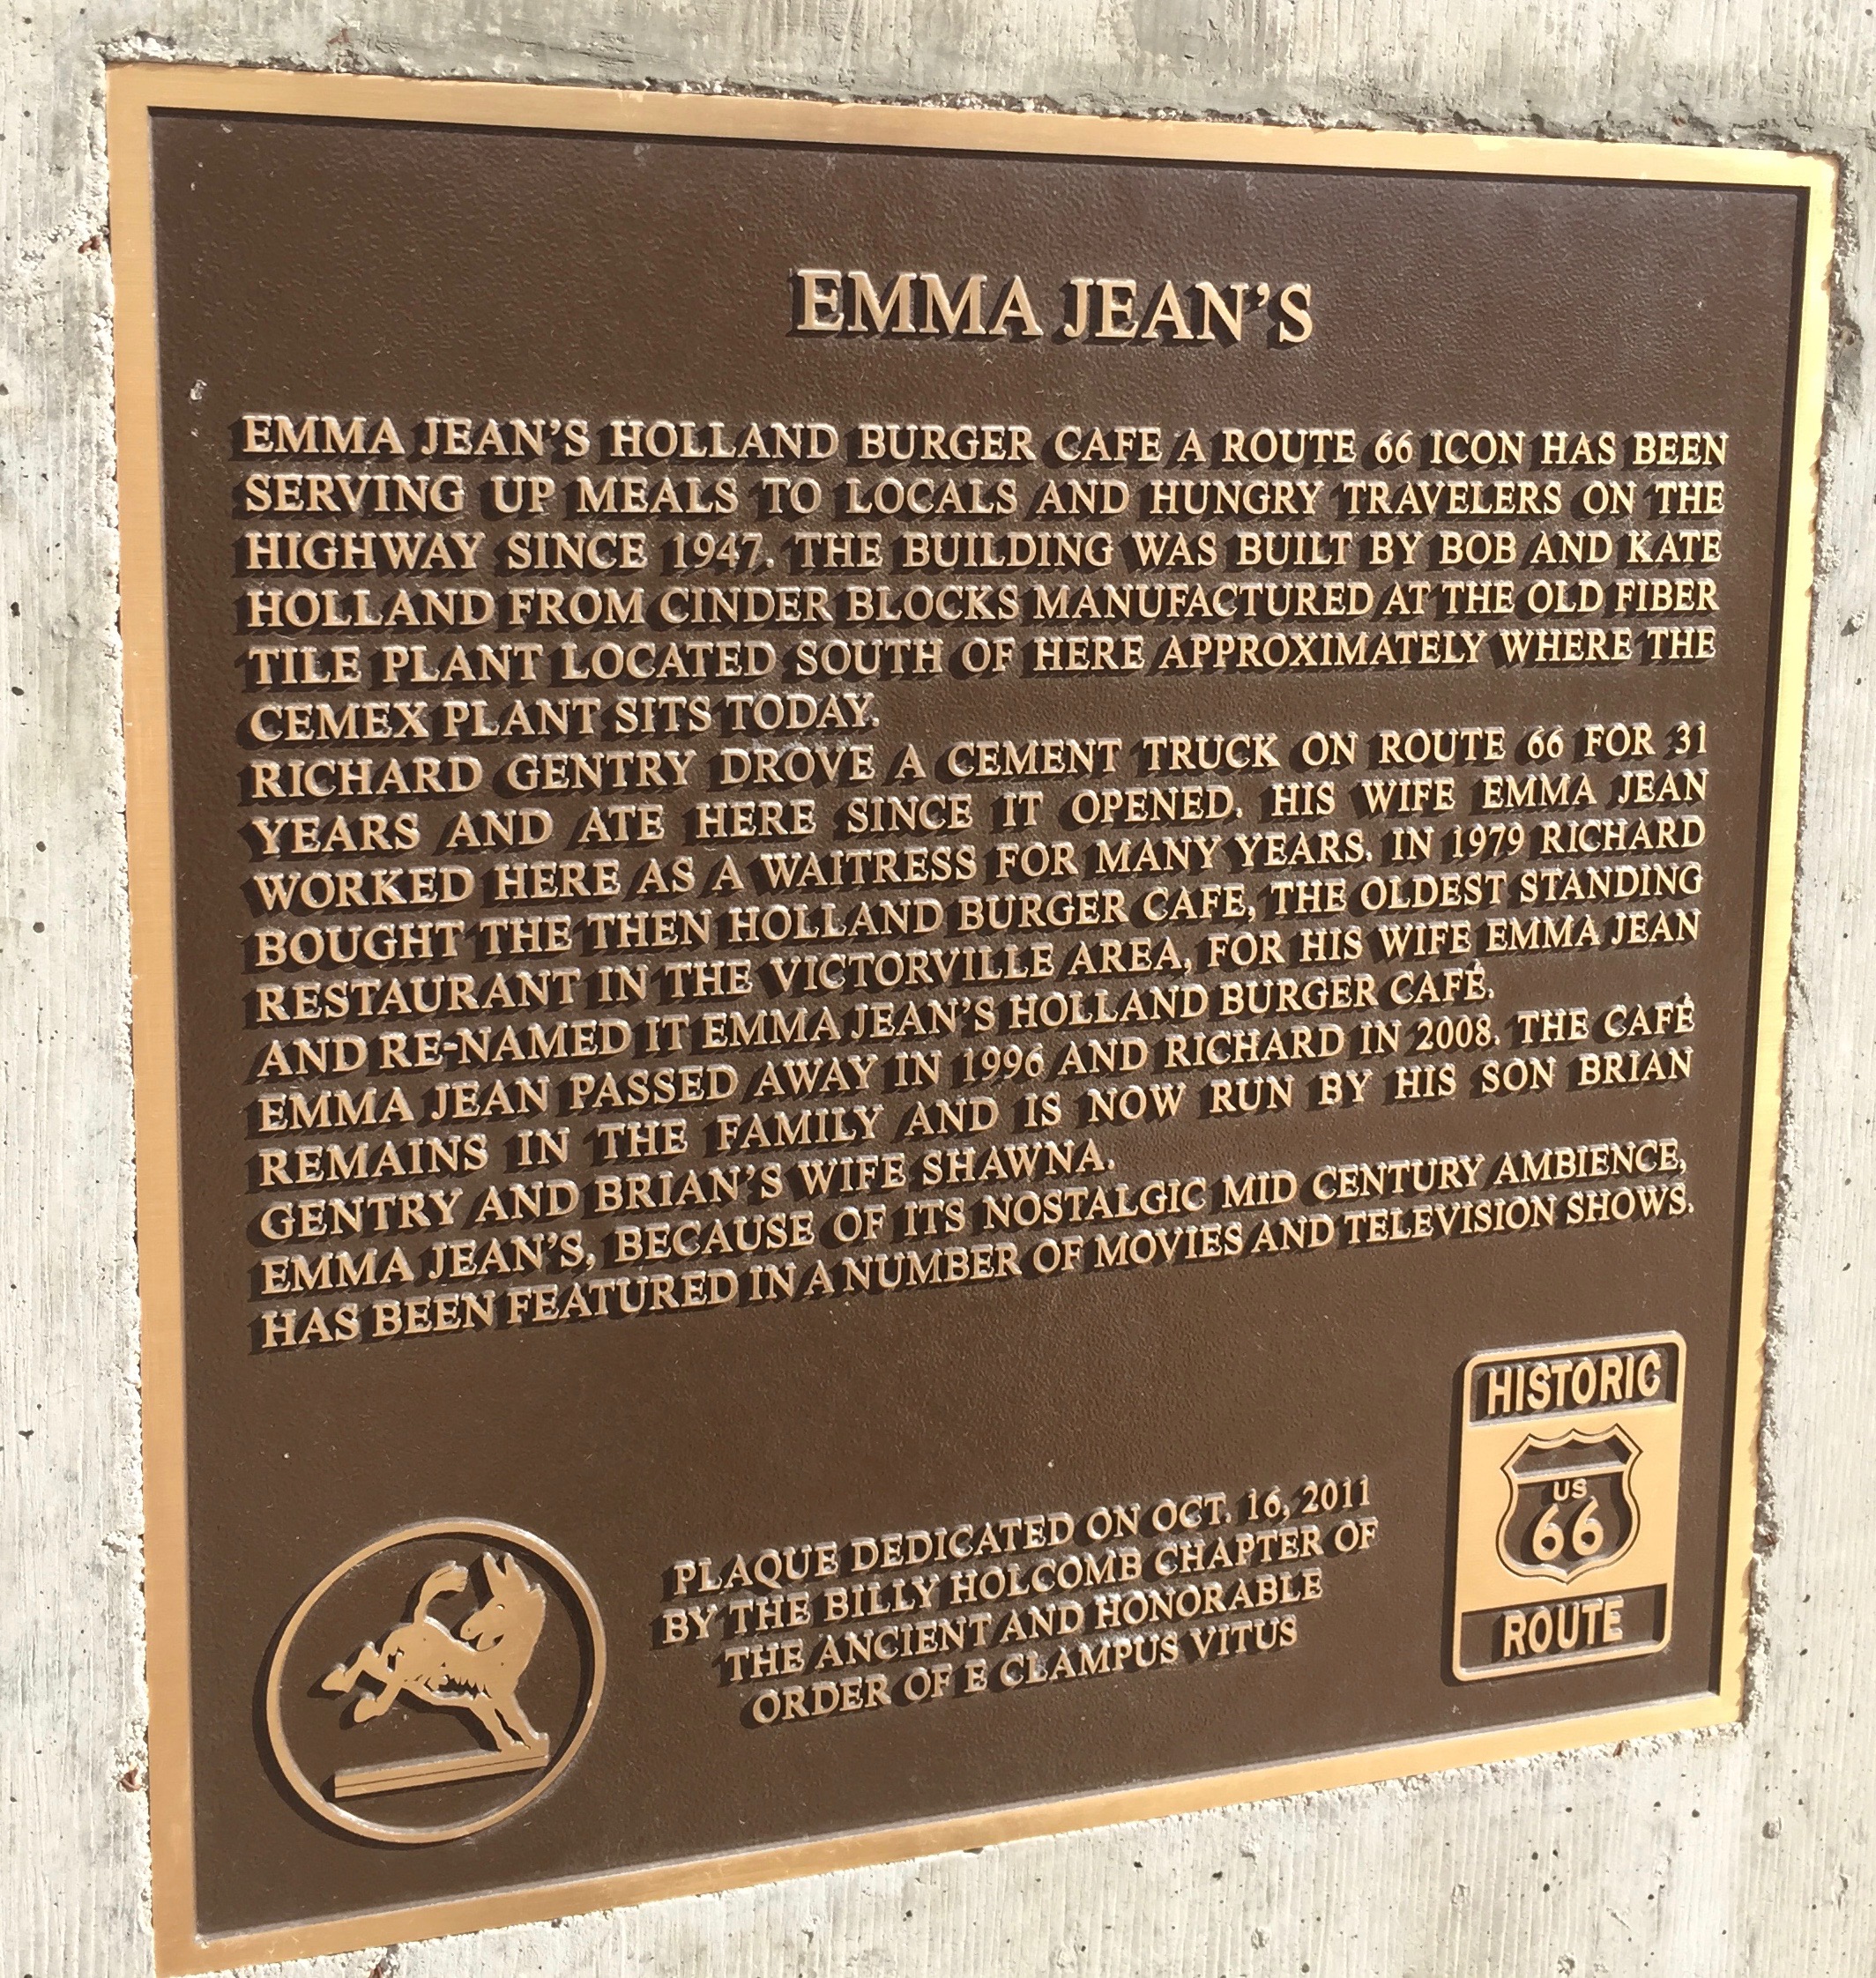 EMMA JEAN'S
EMMA JEAN'S HOLLAND BURGER CAFE A ROUTE 66 ICON HAS BEEN
SERVING UP MEALS TO LOCALS AND HUNGRY TRAVELERS ON THE
HIGHWAY SINCE 1947. THE BUILDING WAS BUILT BY BOB AND KATE
HOLLAND FROM CINDER BLOCKS MANUFACTURED AT THE OLD FIBER
TILE PLANT LOCATED SOUTH OF HERE APPROXIMATELY WHERE THE
CEMEX PLANT SITS TODAY.
RICHARD GENTRY DROVE A CEMENT TRUCK ON ROUTE 66 FOR 31
YEARS AND ATE HERE SINCE IT OPENED. HIS WIFE EMMA JEAN
WORKED HERE AS A WAITRESS FOR MANY YEARS. IN 1979 RICHARD
BOUGHT THE THEN HOLLAND BURGER CAFE, THE OLDEST STANDING
RESTAURANT IN THE VICTORVILLE AREA, FOR HIS WIFE EMMA JEAN
AND RE-NAMED IT EMMA JEAN'S HOLLAND BURGER CAFÉ.
EMMA JEAN PASSED AWAY IN 1996 AND RICHARD IN 2008. THE CAFÉ
REMAINS IN THE FAMILY AND IS NOW RUN BY HIS SON BRIAN
GENTRY AND BRIAN'S WIFE SHAWNA.
EMMA JEAN'S, BECAUSE OF ITS NOSTALGIC MID CENTURY AMBIENCE,
HAS BEEN FEATURED IN A NUMBER OF MOVIES AND TELEVISION SHOWS.
PLAQUE DEDICATED ON OCT. 16, 2011
BY THE BILLY HOLCOMB CHAPTER OF
THE ANCIENT AND HONORABLE
ORDER OF E CLAMPUS VITUS
HISTORIC
US
66
ROUTE